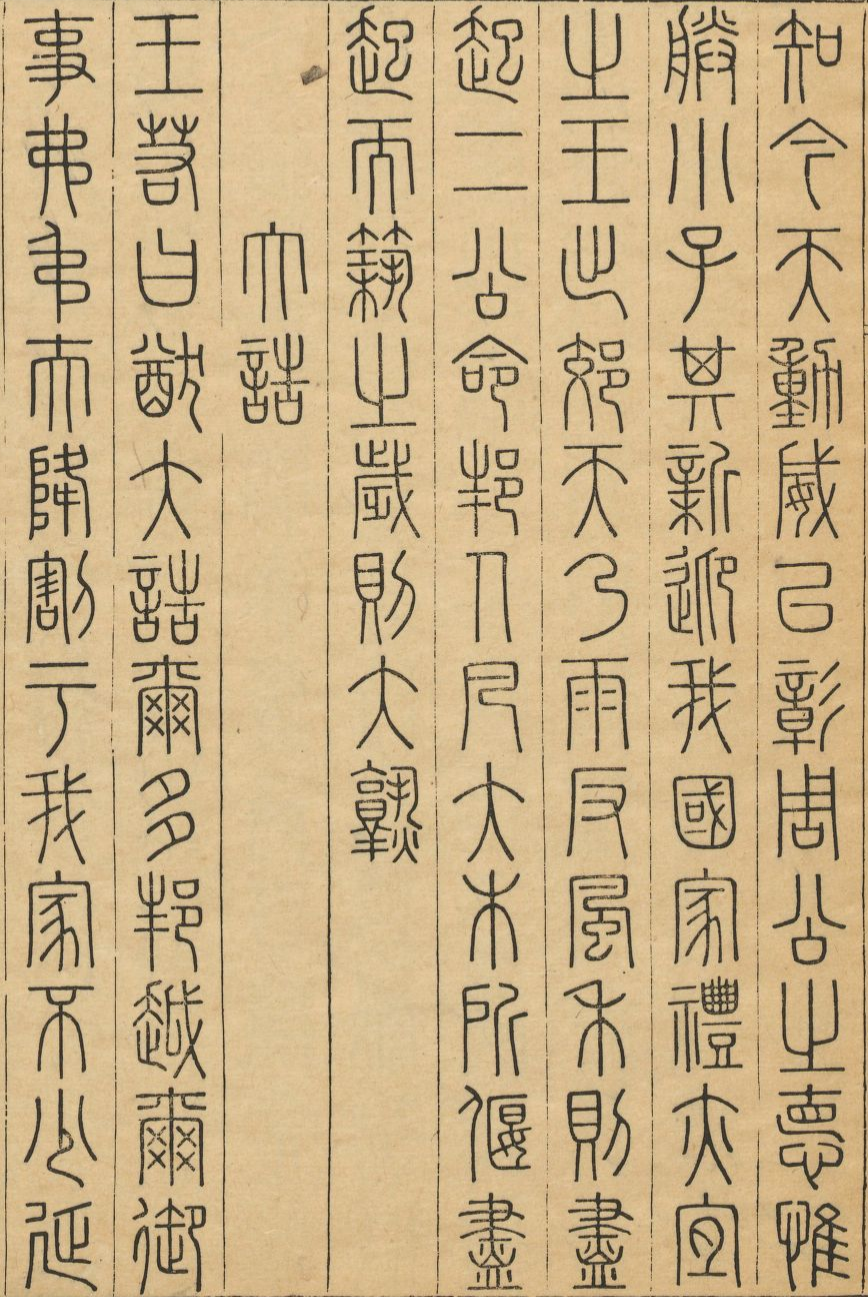 知今天動威以彰周公之悳惟
朕小子其新迎我國家禮亦宜
之王出郊天乃雨反風禾則盡
起二公命邦人凡大木所偃盡
起而築之歲則大孰
大誥
王若曰猷大誥爾多邦越爾御
事弗弔天降割于我家不少延